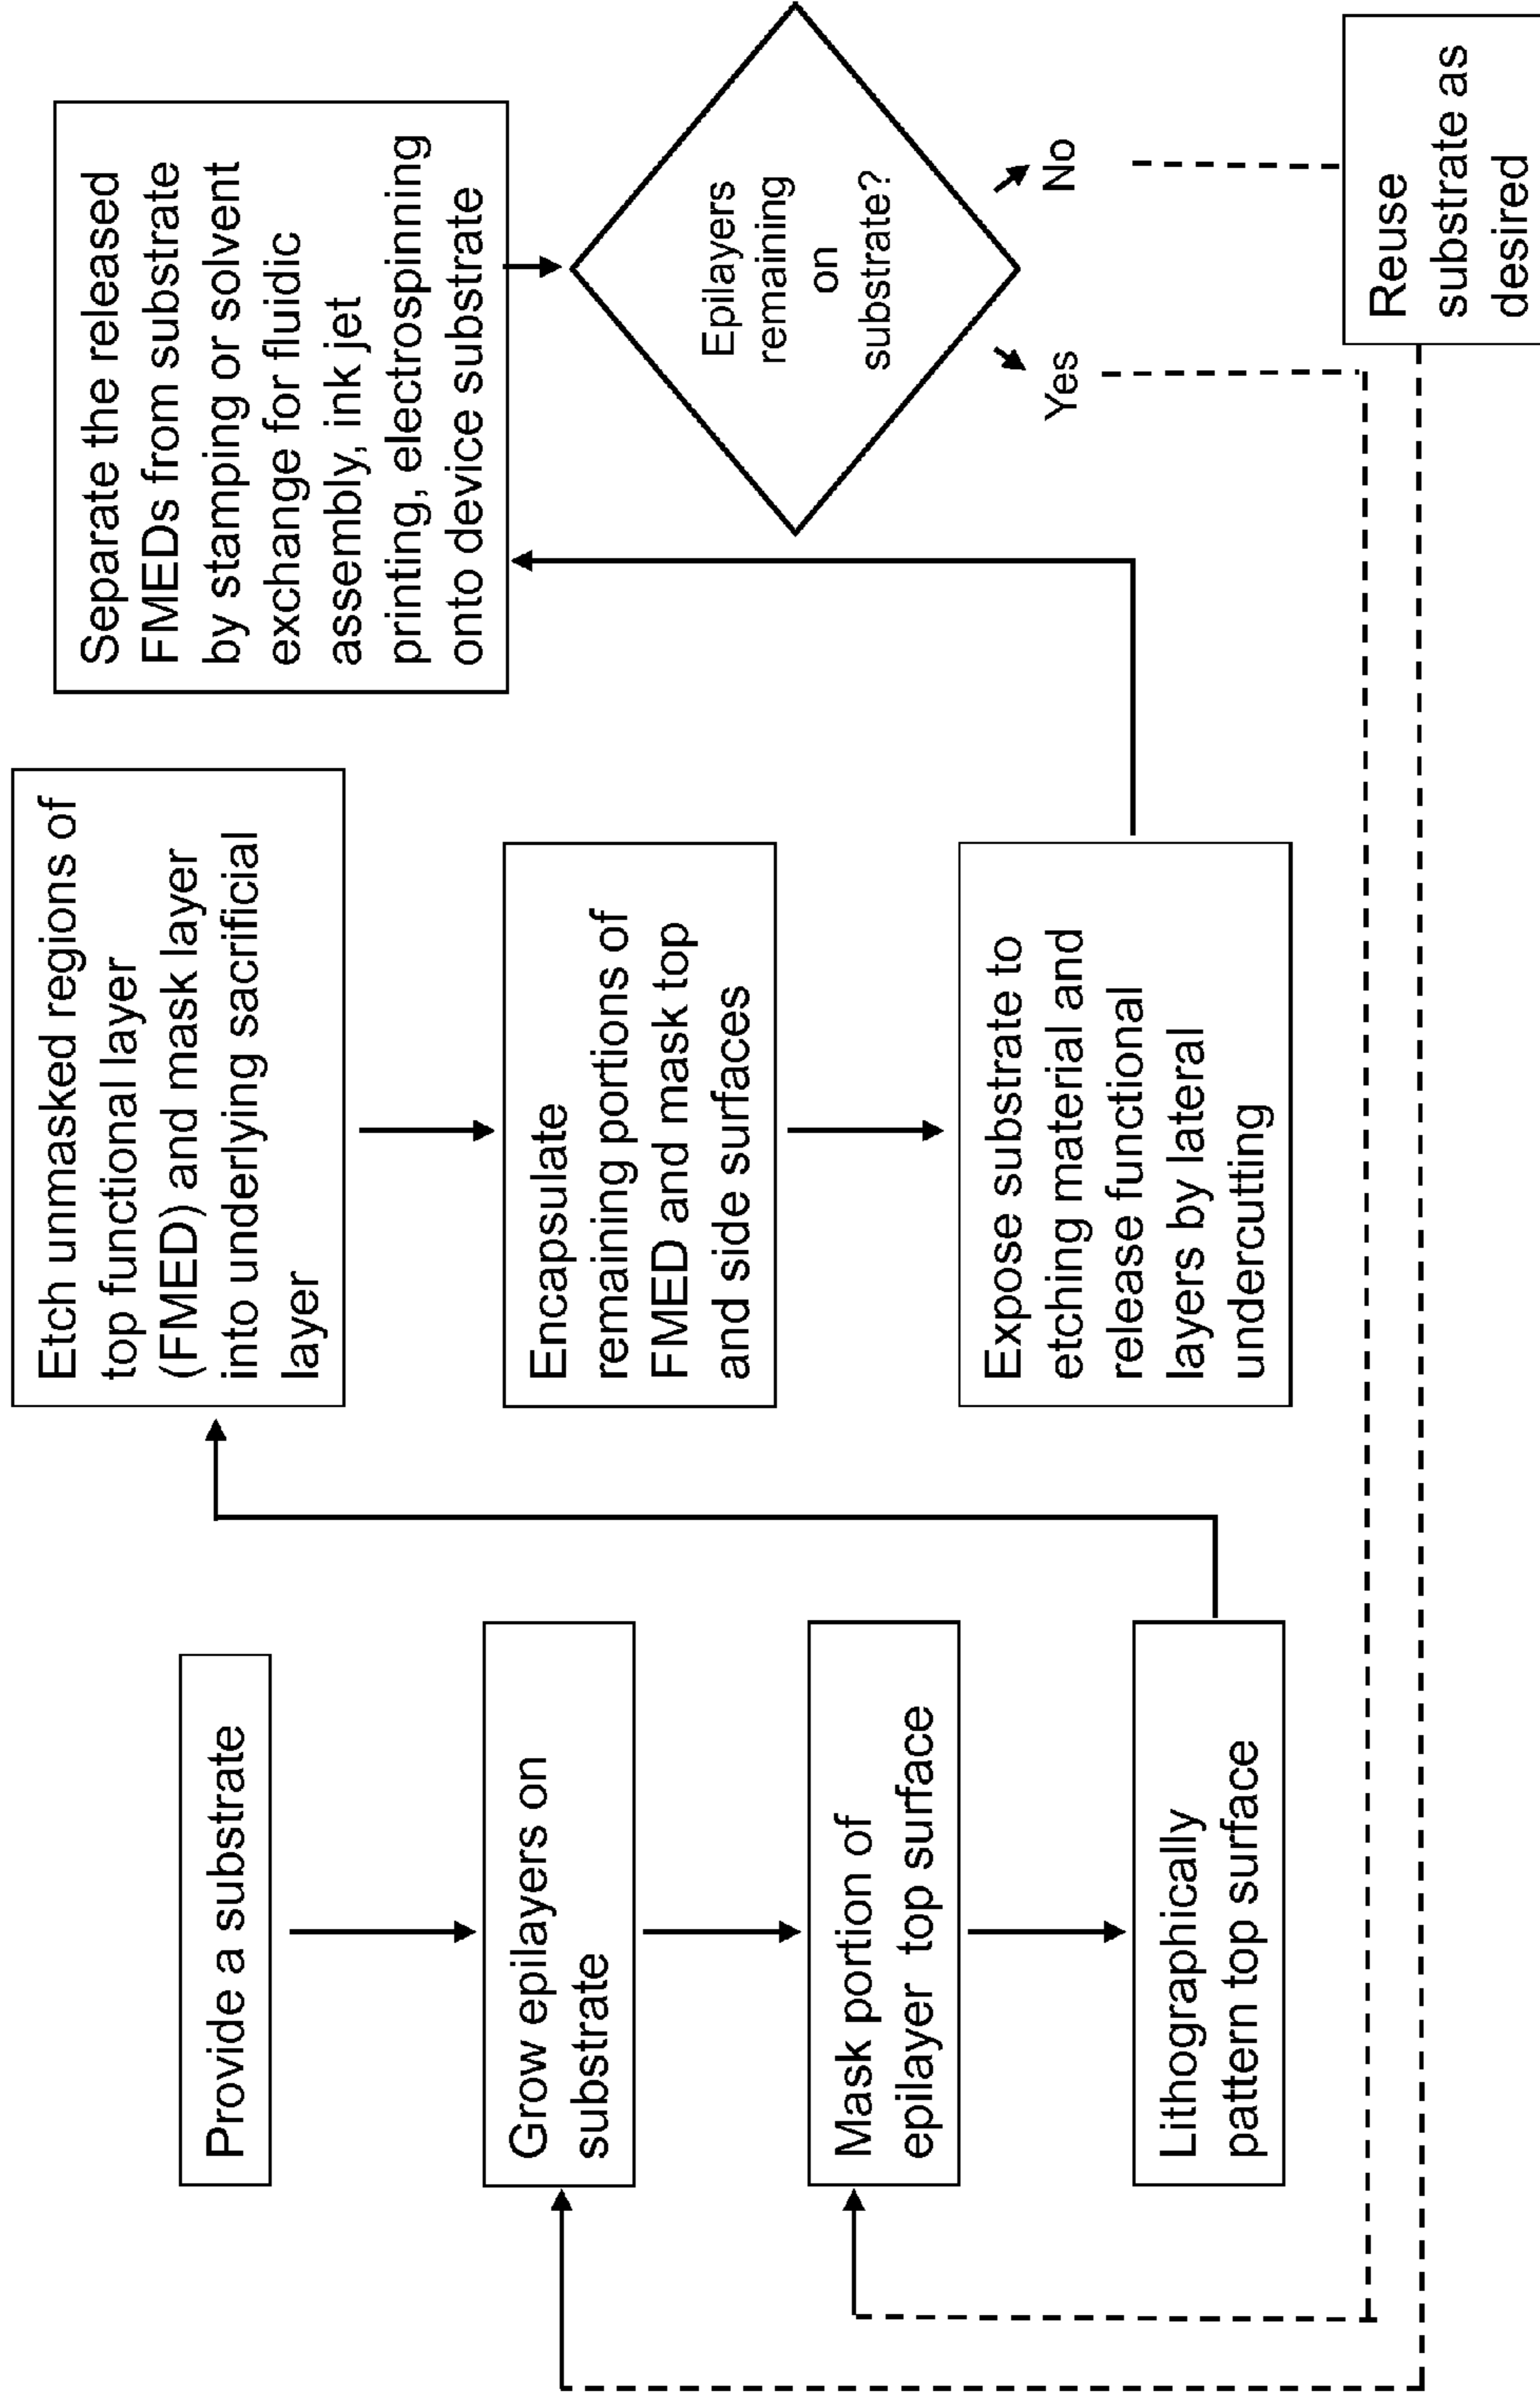 Provide a substrate
Grow epilayers on
substrate
Mask portion of
epilayer top surface
Lithographically
pattern top surface
Etch unmasked regions of
top functional layer
(FMED) and mask layer
into underlying sacrificial
layer
Encapsulate
remaining portions of
FMED and mask top
and side surfaces
Expose substrate to
etching material and
release functional
layers by lateral
undercutting
Separate the released
FMEDs from substrate
by stamping or solvent
exchange for fluidic
assembly, ink jet
printing, electrospinning
onto device substrate
Epilayers
remaining
on
substrate?
Yes
No
Reuse
substrate as
desired